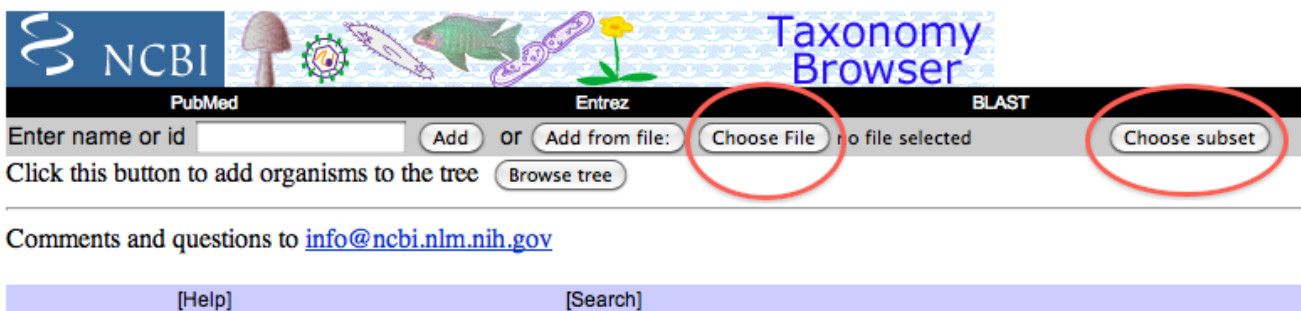 NCBI
Taxonomy
Browser
PubMed Entrez BLAST
Enter name or id Add or Add from file: Choose File no file selected Choose subset
Click this button to add organisms to the tree Browse tree
Comments and questions to info@ncbi.nlm.nih.gov
[Help] [Search]